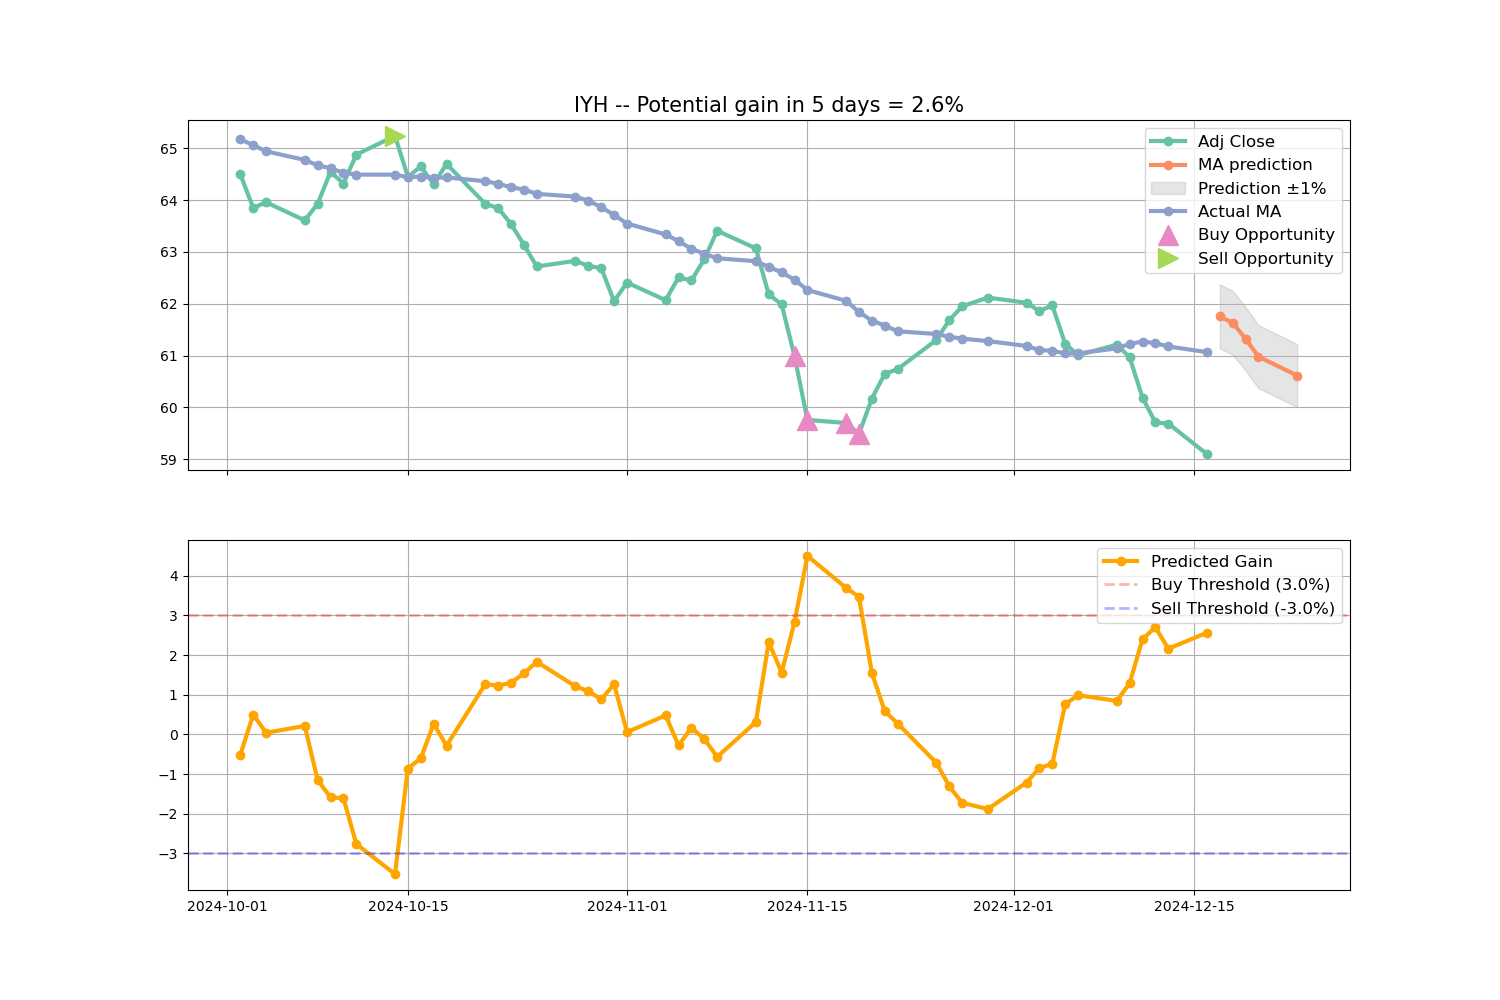 IYH -- Potential gain in 5 days = 2.6%
65
64
63
62
61
60
59
Adj Close
MA prediction
Prediction ±1%
Actual MA
Buy Opportunity
Sell Opportunity
4
3
2
1
0
−1
−2
−3
Predicted Gain
Buy Threshold (3.0%)
Sell Threshold (-3.0%)
2024-10-01
2024-10-15
2024-11-01
2024-11-15
2024-12-01
2024-12-15